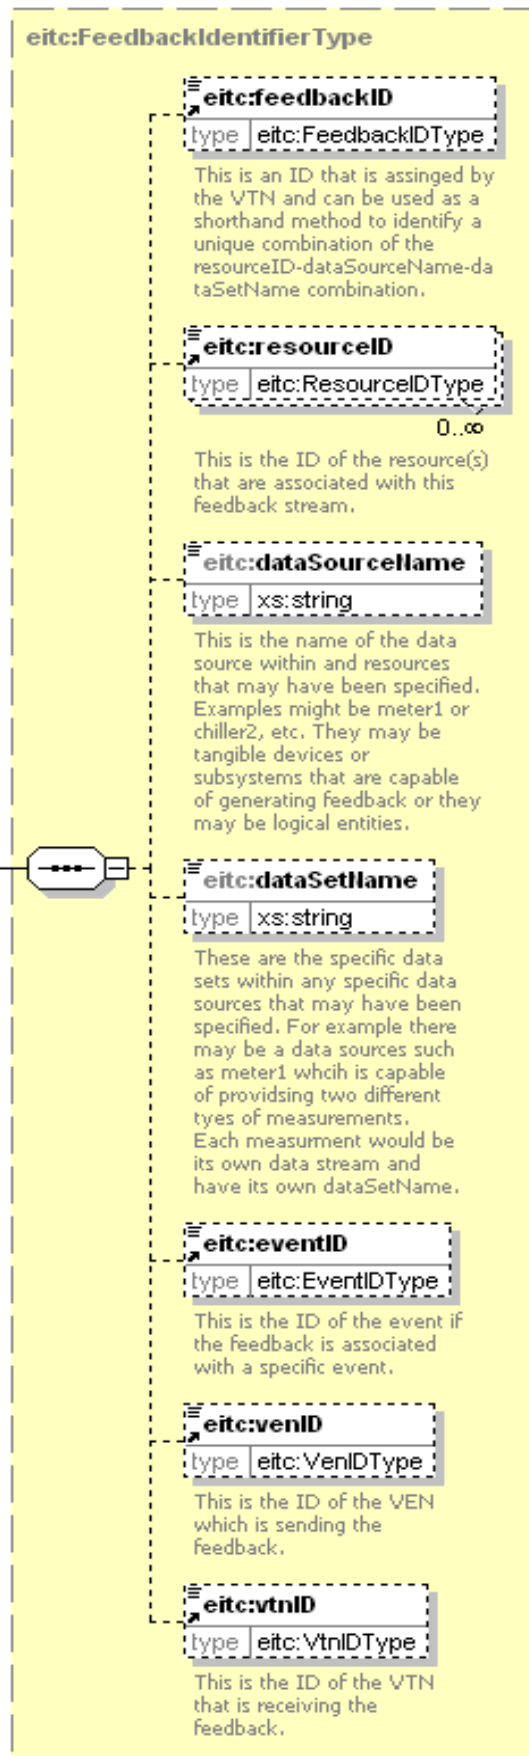 eitc:FeedbackIdentifierType
eitc:feedbackID
type eitc:FeedbackIDType
This is an ID that is assinged by
the VTN and can be used as a
shorthand method to identify a
unique combination of the
resourceID-dataSourceName-da
taSetName combination.
eitc:resourceID
type eitc:ResourceIDType
0..∞
This is the ID of the resource(s)
that are associated with this
feedback stream.
eitc:dataSourceName
type xs:string
This is the name of the data
source within and resources
that may have been specified.
Examples might be meter1 or
chiller2, etc. They may be
tangible devices or
subsystems that are capable
of generating feedback or they
may be logical entities.
eitc:dataSetName
type xs:string
These are the specific data
sets within any specific data
sources that may have been
specified. For example there
may be a data sources such
as meter1 whcih is capable
of providsing two different
tyes of measurements.
Each measurment would be
its own data stream and
have its own dataSetName.
eitc:eventID
type eitc:EventIDType
This is the ID of the event if
the feedback is associated
with a specific event.
eitc:venID
type eitc:VenIDType
This is the ID of the VEN
which is sending the
feedback.
eitc:vtnID
type eitc:VtnIDType
This is the ID of the VTN
that is receiving the
feedback.